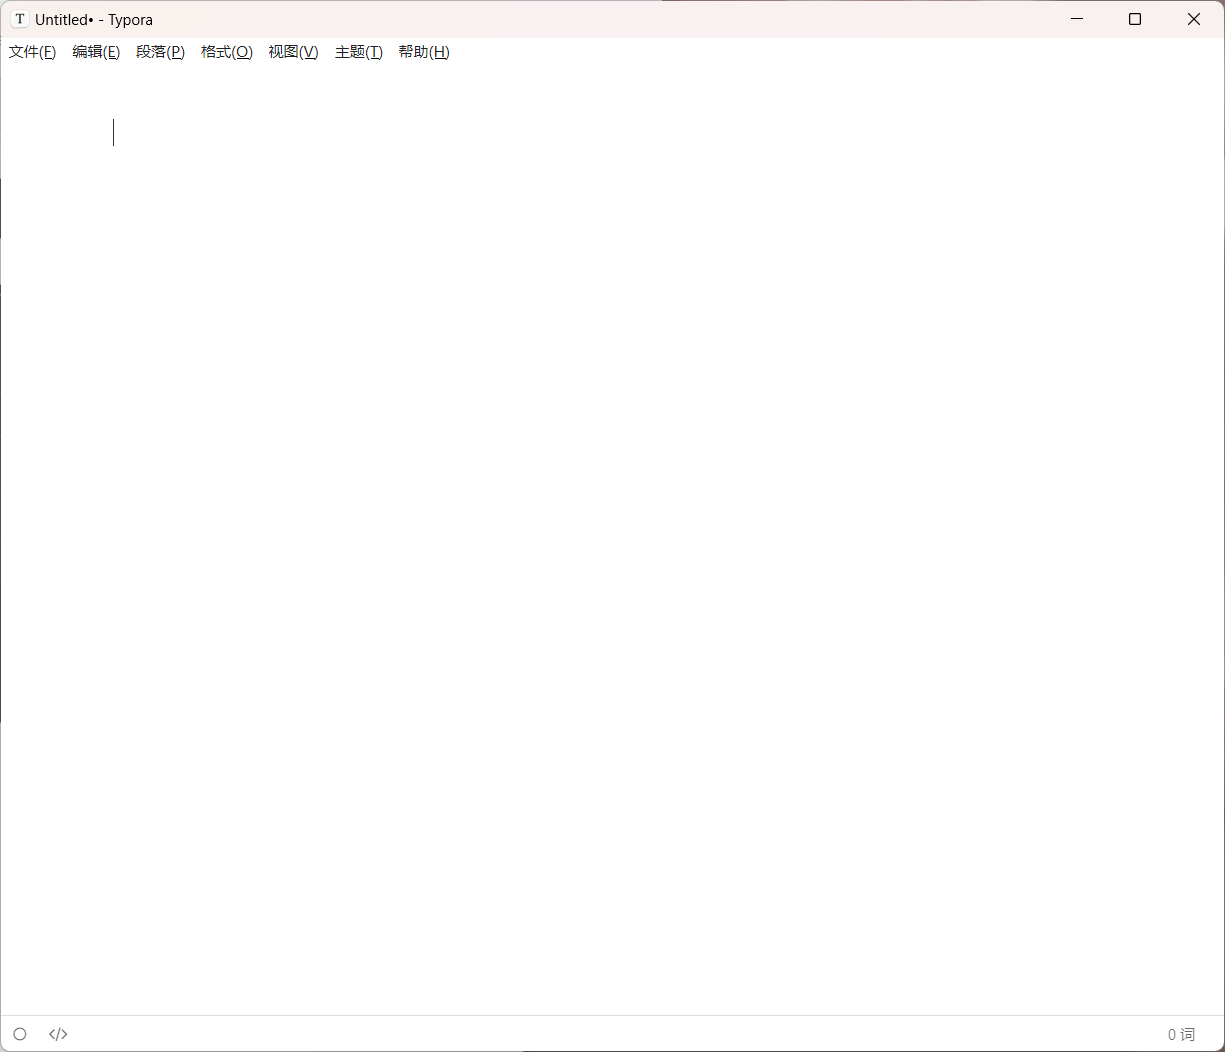 T Untitled• - Typora
文件(F) 编辑(E) 段落(P) 格式(O) 视图(V) 主题(T) 帮助(H)
</> 0 词